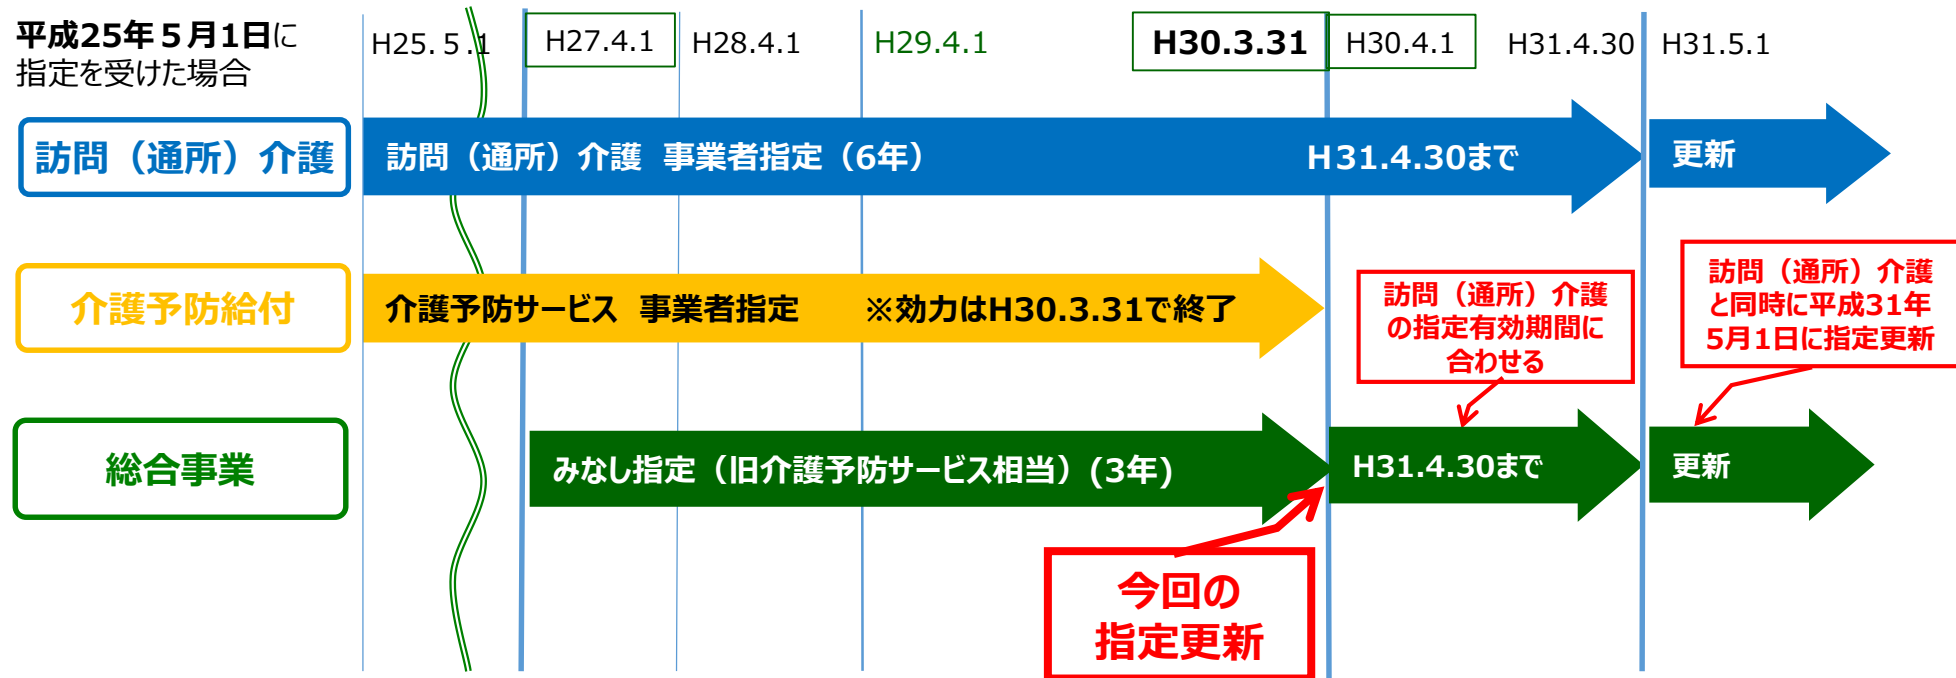 平成25年５月1日に
指定を受けた場合
H25.５.1
H27.4.1
H28.4.1
H29.4.1
H30.3.31
H30.4.1
H31.4.30
H31.5.1
訪問（通所）介護
訪問（通所）介護　事業者指定（6年）
H31.4.30まで
更新
介護予防給付
介護予防サービス　事業者指定
※効力はH30.3.31で終了
訪問（通所）介護
の指定有効期間に
合わせる
訪問（通所）介護
と同時に平成31年
5月1日に指定更新
総合事業
みなし指定（旧介護予防サービス相当）(3年)
H31.4.30まで
更新
今回の
指定更新